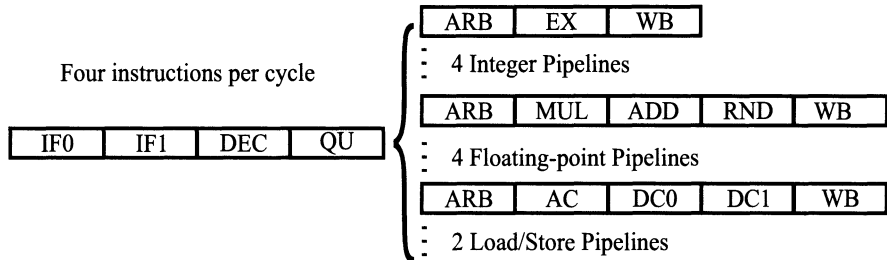 ARB EX WB
Four instructions per cycle
4 Integer Pipelines
ARB MUL ADD RND WB
IF0 IF1 DEC QU
4 Floating-point Pipelines
ARB AC DC0 DC1 WB
2 Load/Store Pipelines